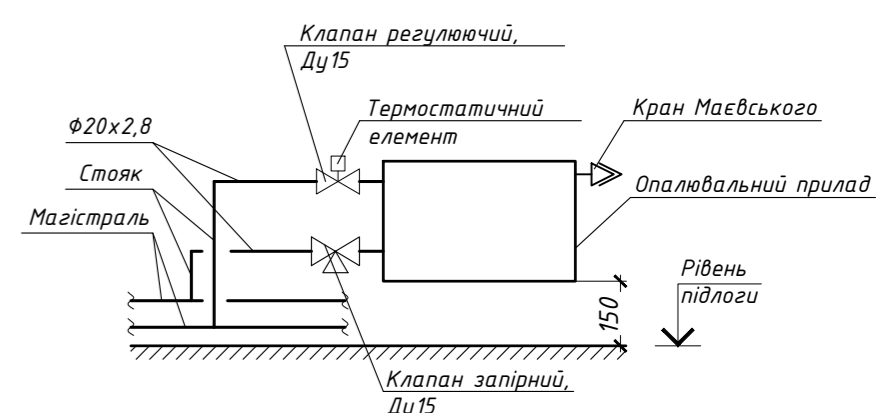 Клапан регулюючий,
Ду15
Термостатичний
елемент
Кран Маєвського
Ф20х2,8
Стояк
Опалювальний прилад
Магістраль
Рівень
підлоги
150
Клапан запірний,
Ду15